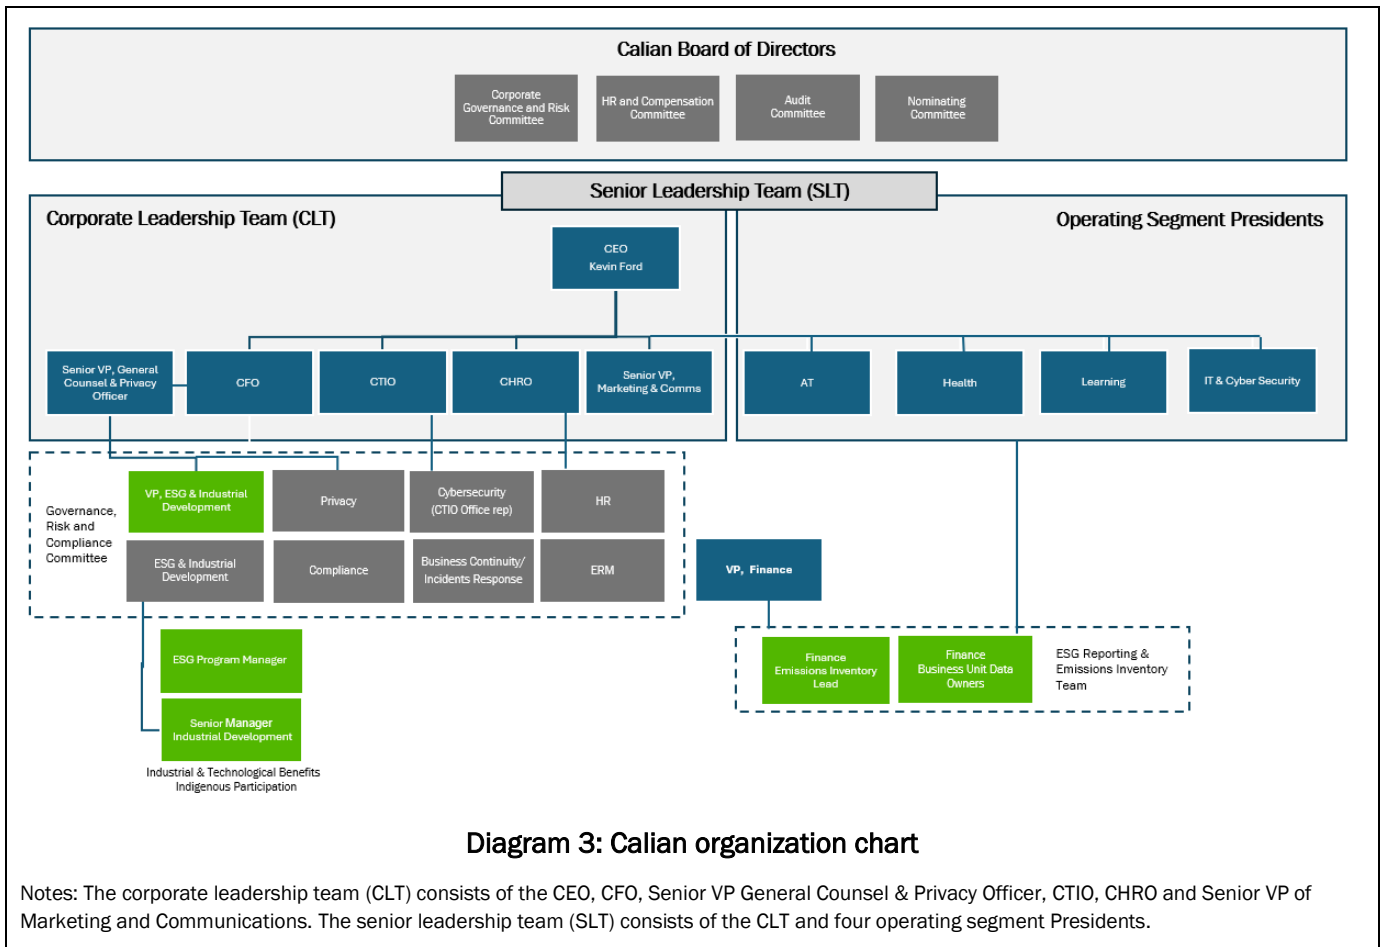 Calian Board of Directors
Corporate
Governance and Risk
Committee
HR and Compensation
Committee
Audit
Committee
Nominating
Committee
Senior Leadership Team (SLT)
Corporate Leadership Team (CLT)
Operating Segment Presidents
CEO
Kevin Ford
Senior VP, General
Counsel & Privacy
Officer
CFO
CTIO
CHRO
Senior VP,
Marketing & Comms
AT
Health
Learning
IT & Cyber Security
Governance,
Risk and
Compliance
Committee
VP, ESG & Industrial
Development
Privacy
Cybersecurity
(CTIO Office rep)
HR
ESG & Industrial
Development
Compliance
Business Continuity/
Incidents Response
ERM
VP, Finance
ESG Program Manager
Senior Manager
Industrial Development
Industrial & Technological Benefits
Indigenous Participation
Finance
Emissions Inventory
Lead
Finance
Business Unit Data
Owners
ESG Reporting &
Emissions Inventory
Team
Diagram 3: Calian organization chart
Notes: The corporate leadership team (CLT) consists of the CEO, CFO, Senior VP General Counsel & Privacy Officer, CTIO, CHRO and Senior VP of
Marketing and Communications. The senior leadership team (SLT) consists of the CLT and four operating segment Presidents.